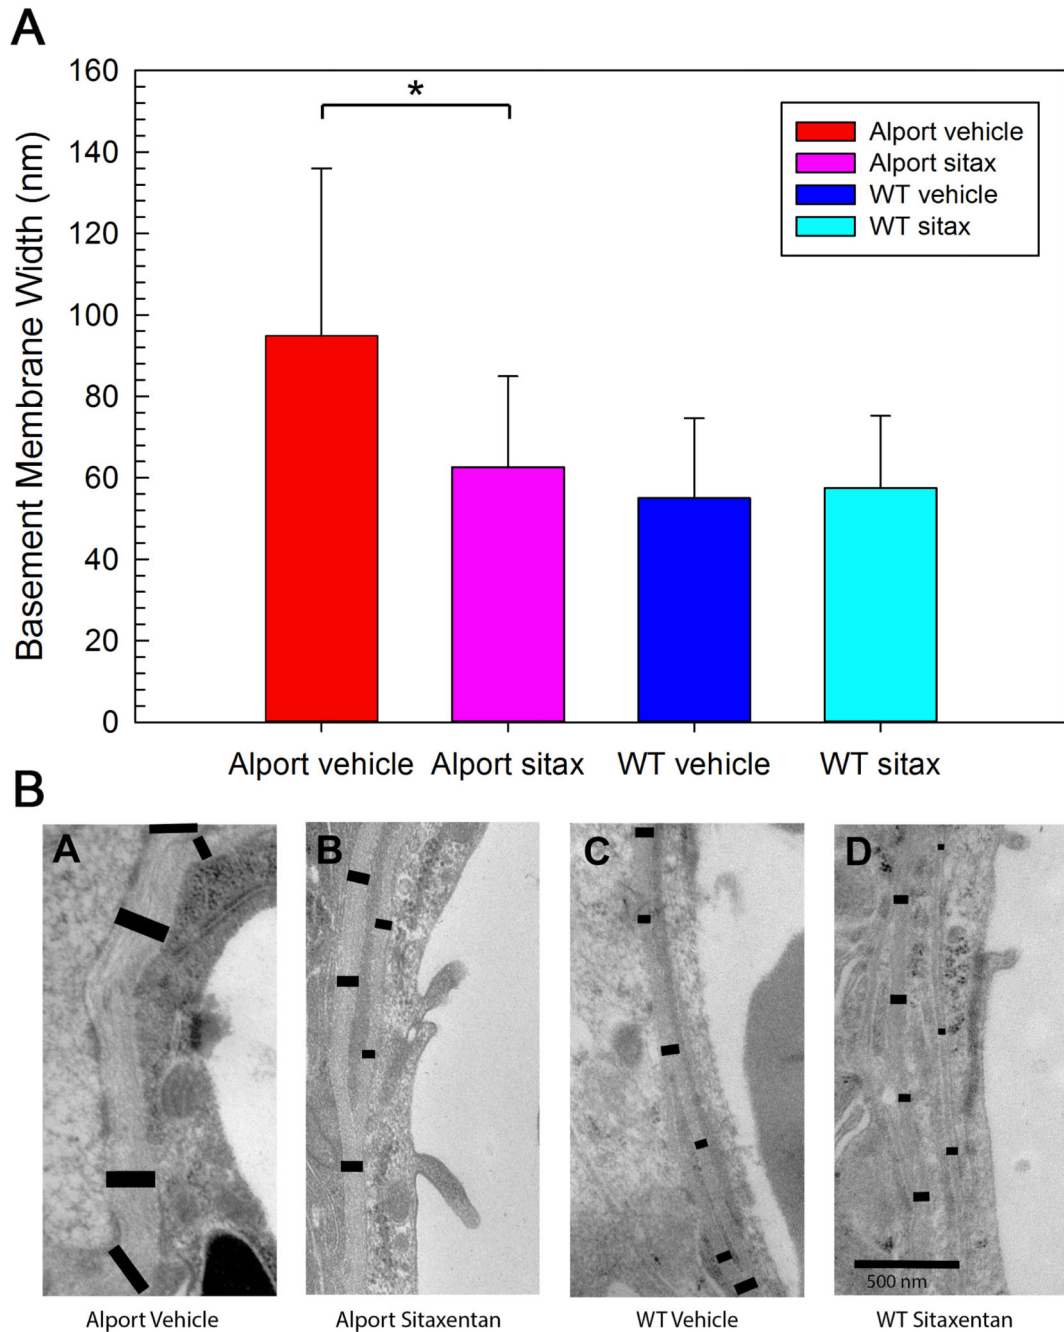 A
160
140
120
100
80
60
40
20
0
Basement Membrane Width (nm)
*
Alport vehicle
Alport sitax
WT vehicle
WT sitax
Alport vehicle
Alport sitax
WT vehicle
WT sitax
B
A
B
C
D
500 nm
Alport Vehicle
Alport Sitaxentan
WT Vehicle
WT Sitaxentan